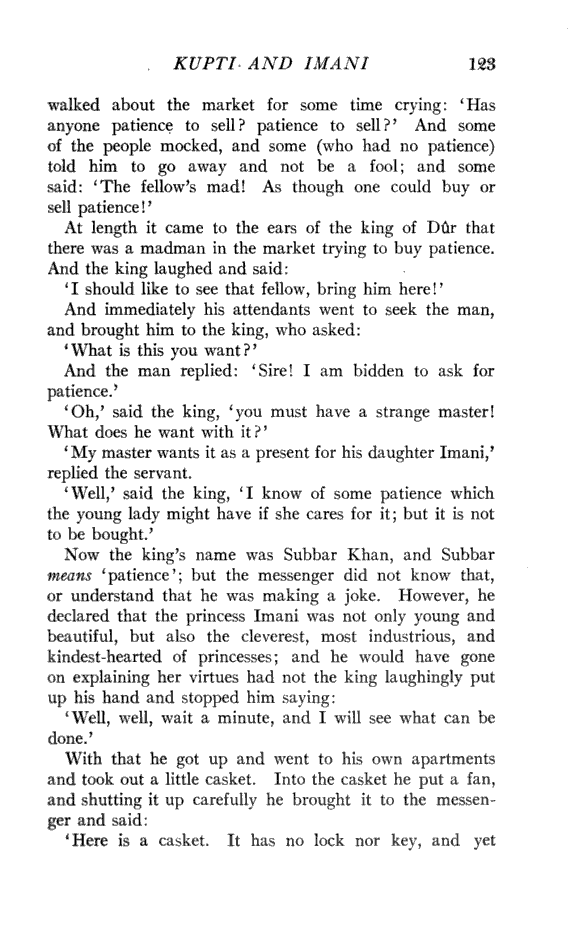 KUPTI AND IMANI 123
walked about the market for some time crying: ‘Has
anyone patience to sell? patience to sell?’ And some
of the people mocked, and some (who had no patience)
told him to go away and not be a fool; and some
said: ‘The fellow’s mad! As though one could buy or
sell patience!’
At length it came to the ears of the king of Dûr that
there was a madman in the market trying to buy patience.
And the king laughed and said:
‘I should like to see that fellow, bring him here!’
And immediately his attendants went to seek the man,
and brought him to the king, who asked:
‘What is this you want?’
And the man replied: ‘Sire! I am bidden to ask for
patience.’
‘Oh,’ said the king, ‘you must have a strange master!
What does he want with it?’
‘My master wants it as a present for his daughter Imani,’
replied the servant.
‘Well,’ said the king, ‘I know of some patience which
the young lady might have if she cares for it; but it is not
to be bought.’
Now the king’s name was Subbar Khan, and Subbar
means ‘patience’; but the messenger did not know that,
or understand that he was making a joke. However, he
declared that the princess Imani was not only young and
beautiful, but also the cleverest, most industrious, and
kindest-hearted of princesses; and he would have gone
on explaining her virtues had not the king laughingly put
up his hand and stopped him saying:
‘Well, well, wait a minute, and I will see what can be
done.’
With that he got up and went to his own apartments
and took out a little casket. Into the casket he put a fan,
and shutting it up carefully he brought it to the messen-
ger and said:
‘Here is a casket. It has no lock nor key, and yet